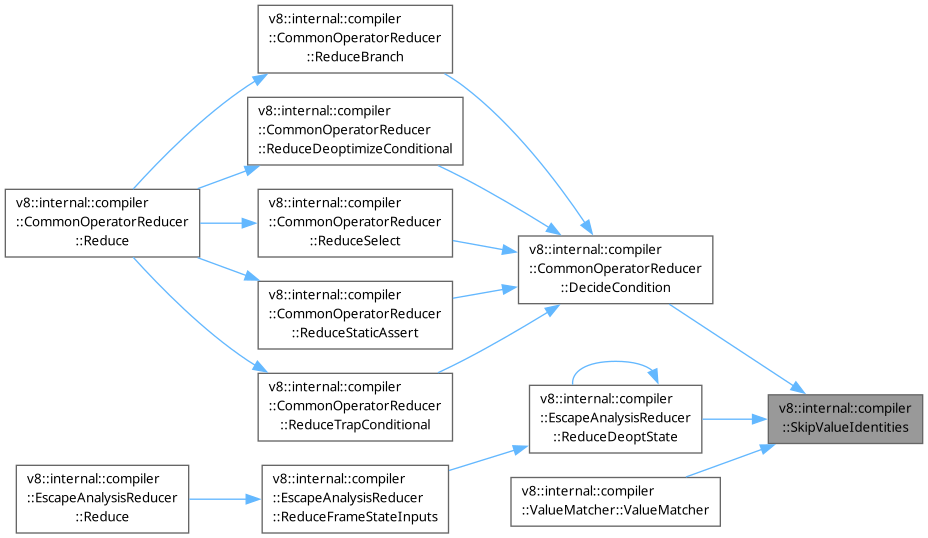 v8::internal::compiler
::CommonOperatorReducer
::ReduceBranch
v8::internal::compiler
::CommonOperatorReducer
::ReduceDeoptimizeConditional
v8::internal::compiler
::CommonOperatorReducer
::Reduce
v8::internal::compiler
::CommonOperatorReducer
::ReduceSelect
v8::internal::compiler
::CommonOperatorReducer
::DecideCondition
v8::internal::compiler
::CommonOperatorReducer
::ReduceStaticAssert
v8::internal::compiler
::CommonOperatorReducer
::ReduceTrapConditional
v8::internal::compiler
::EscapeAnalysisReducer
::ReduceDeoptState
v8::internal::compiler
::SkipValueIdentities
v8::internal::compiler
::EscapeAnalysisReducer
::Reduce
v8::internal::compiler
::EscapeAnalysisReducer
::ReduceFrameStateInputs
v8::internal::compiler
::ValueMatcher::ValueMatcher